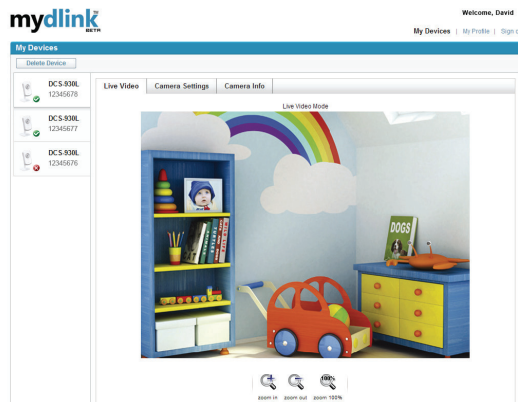 mydlink
BETA
Welcome, David
My Devices | My Profile | Sign
My Devices
Delete Device
DCS-930L
12345678
DCS-930L
12345677
DCS-930L
12345676
Live Video Camera Settings Camera Info
Live Video Mode
DOGS
100%
zoom in zoom out zoom 100%